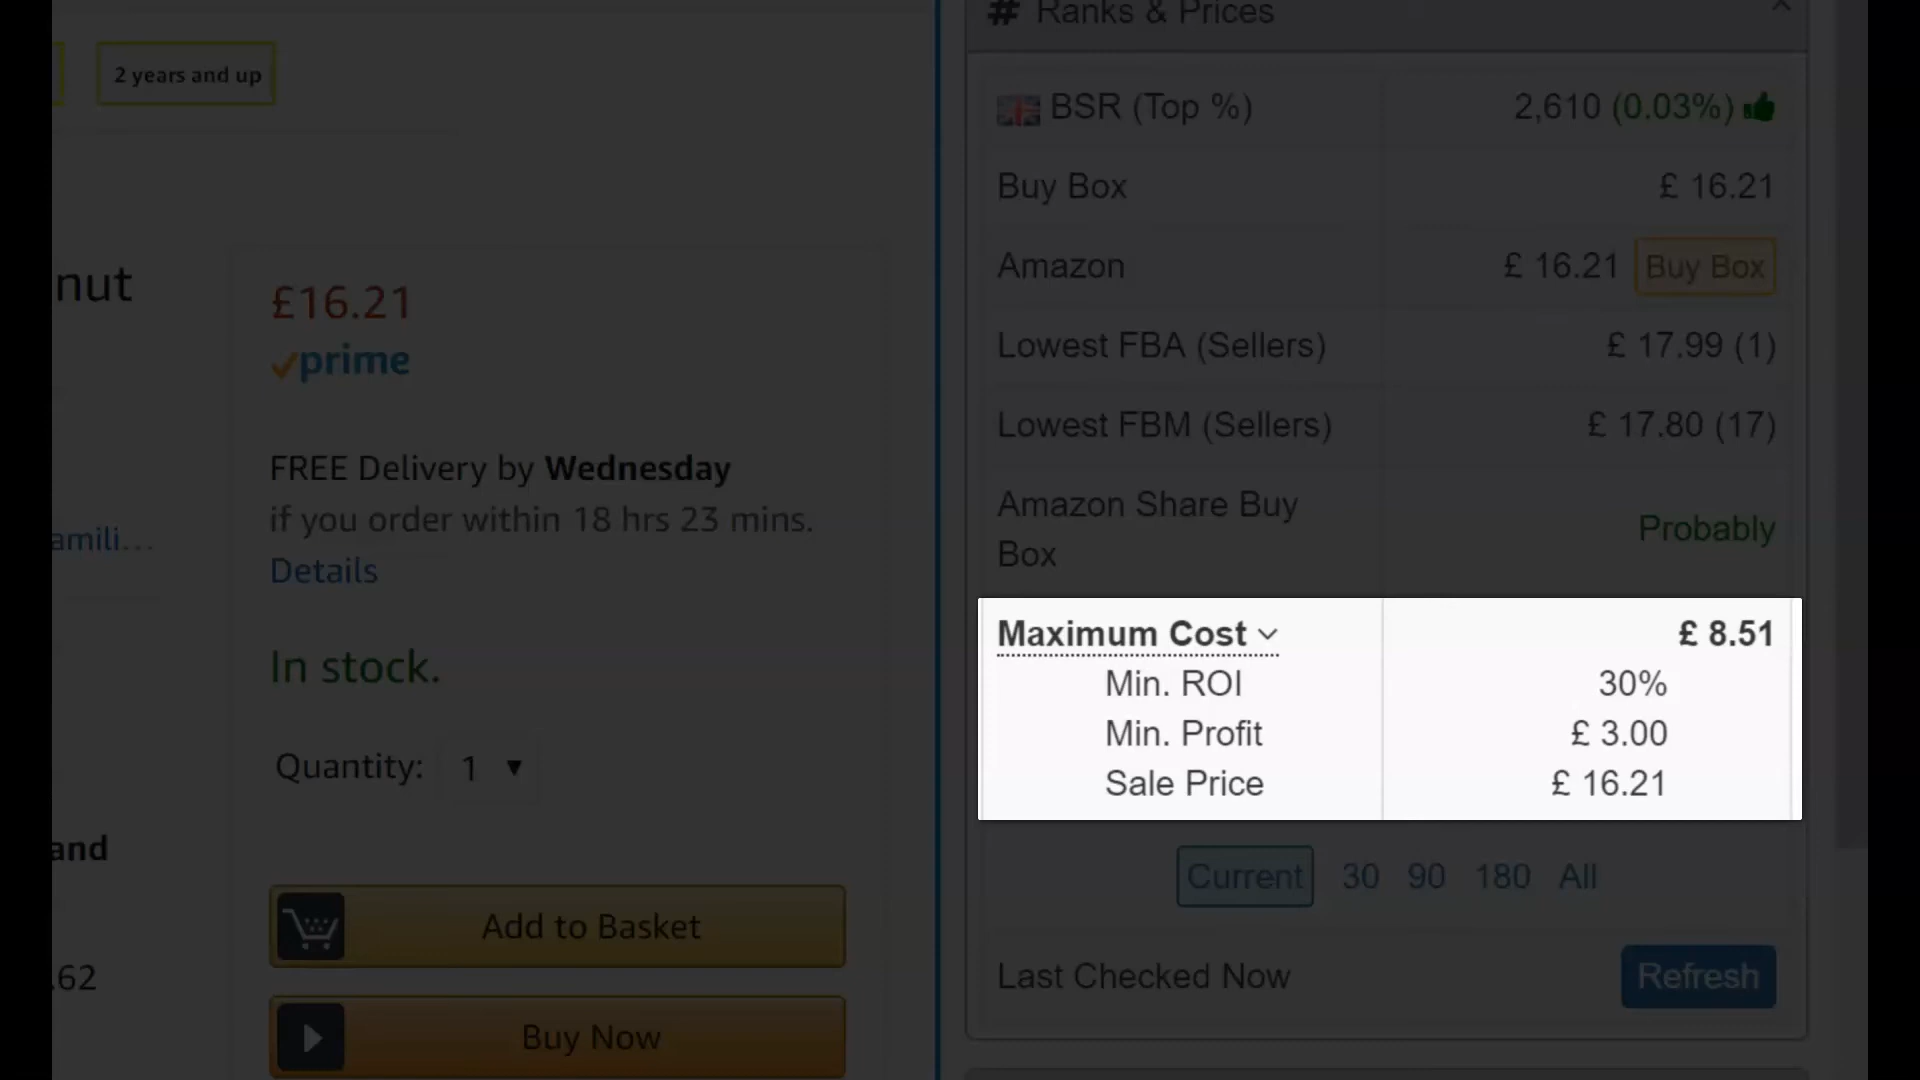 2 years and up
nut
£16.21
prime
FREE Delivery by Wednesday
if you order within 18 hrs 23 mins.
Details
amili...
In stock.
Quantity: 1
and
.62
Add to Basket
Buy Now
# Ranks & Prices
BSR (Top %) 2,610 (0.03%)
Buy Box £ 16.21
Amazon £ 16.21 Buy Box
Lowest FBA (Sellers) £ 17.99 (1)
Lowest FBM (Sellers) £ 17.80 (17)
Amazon Share Buy
Box
Probably
Maximum Cost £ 8.51
Min. ROI 30%
Min. Profit £ 3.00
Sale Price £ 16.21
Current 30 90 180 All
Last Checked Now Refresh